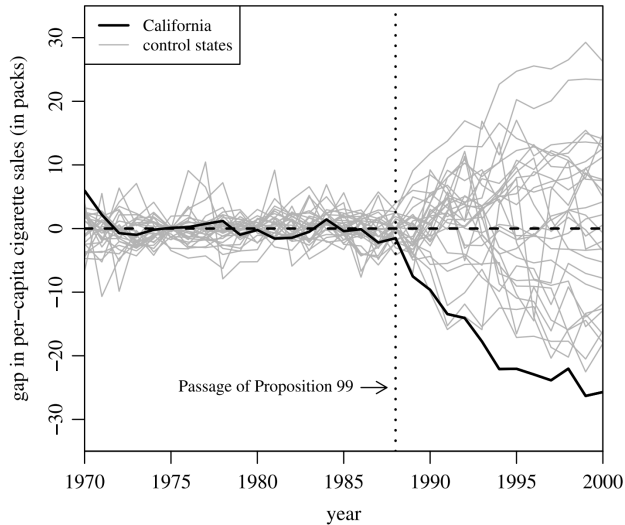 California
control states
gap in per−capita cigarette sales (in packs)
30
20
10
0
−10
−20
−30
Passage of Proposition 99
1970 1975 1980 1985 1990 1995 2000
year